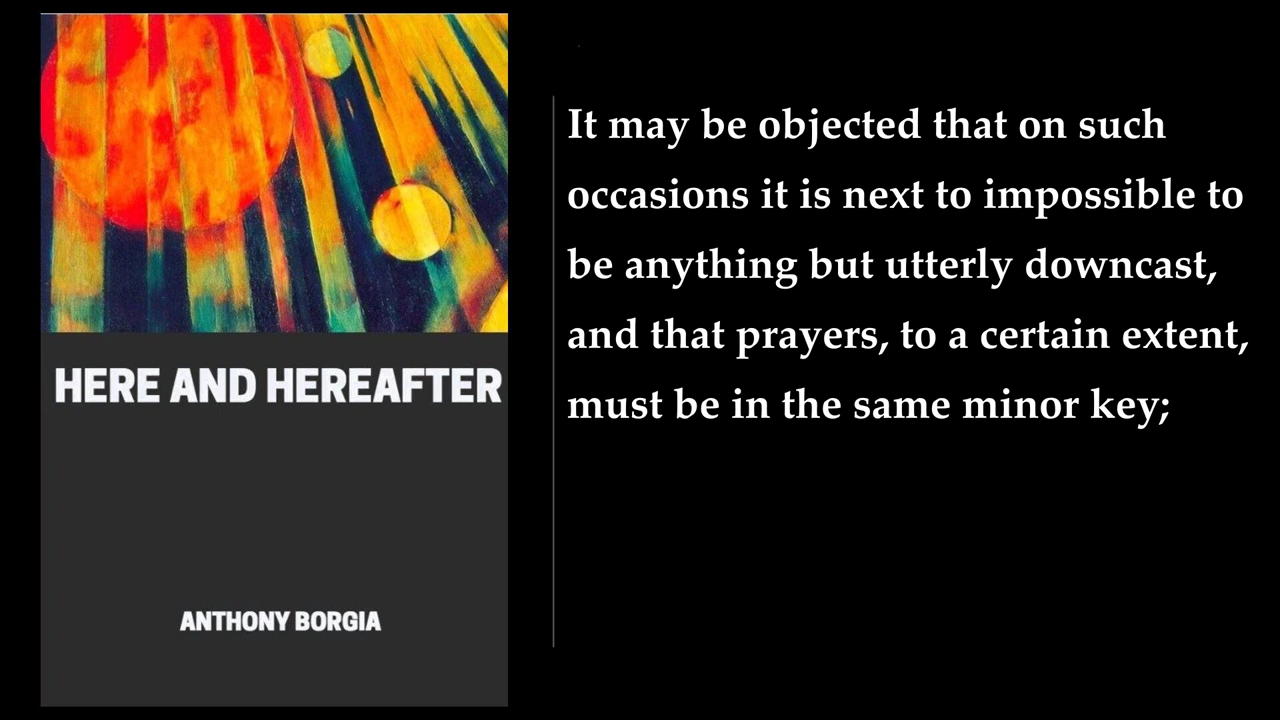 HERE AND HEREAFTER
ANTHONY BORGIA
It may be objected that on such
occasions it is next to impossible to
be anything but utterly downcast,
and that prayers, to a certain extent,
must be in the same minor key;